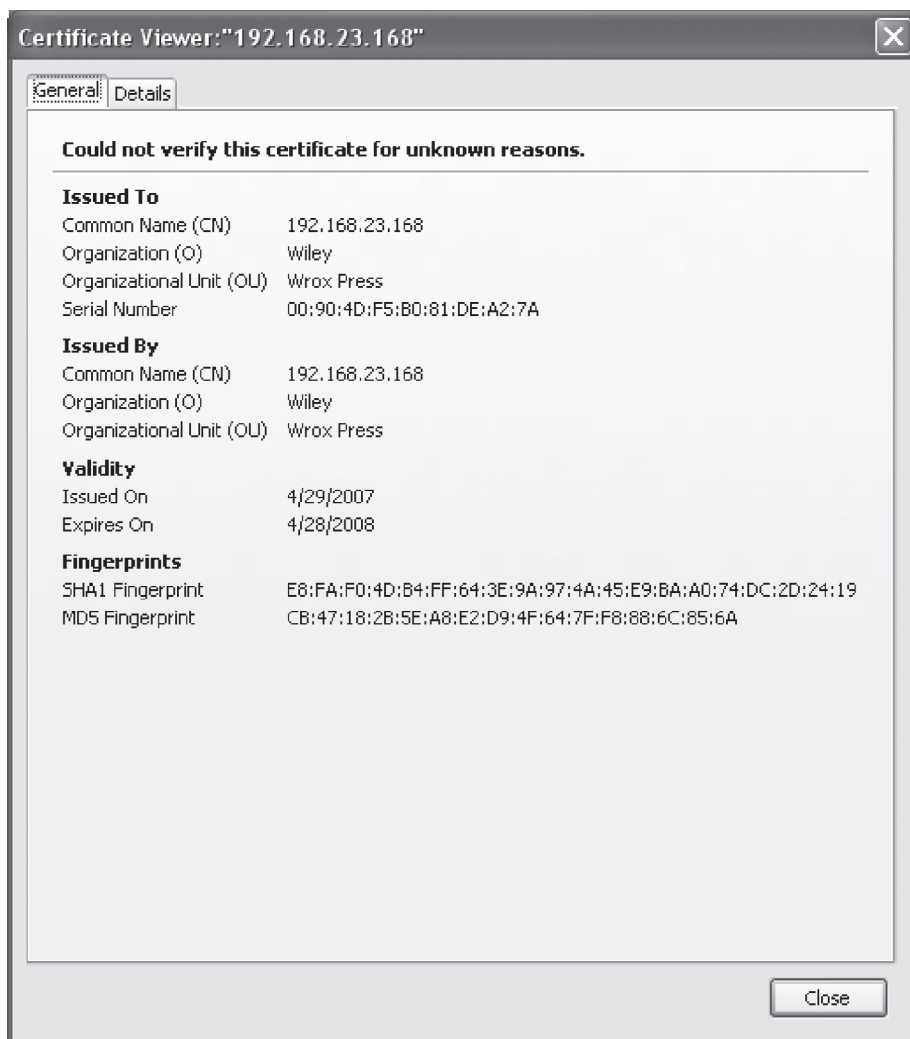 Certificate Viewer:"192.168.23.168"
General Details
Could not verify this certificate for unknown reasons.
Issued To
Common Name (CN) 192.168.23.168
Organization (O) Wiley
Organizational Unit (OU) Wrox Press
Serial Number 00:90:4D:F5:B0:81:DE:A2:7A
Issued By
Common Name (CN) 192.168.23.168
Organization (O) Wiley
Organizational Unit (OU) Wrox Press
Validity
Issued On 4/29/2007
Expires On 4/28/2008
Fingerprints
SHA1 Fingerprint E8:FA:F0:4D:B4:FF:64:3E:9A:97:4A:45:E9:BA:A0:74:DC:2D:24:19
MD5 Fingerprint CB:47:18:2B:5E:A8:E2:D9:4F:64:7F:F8:88:6C:85:6A
Close